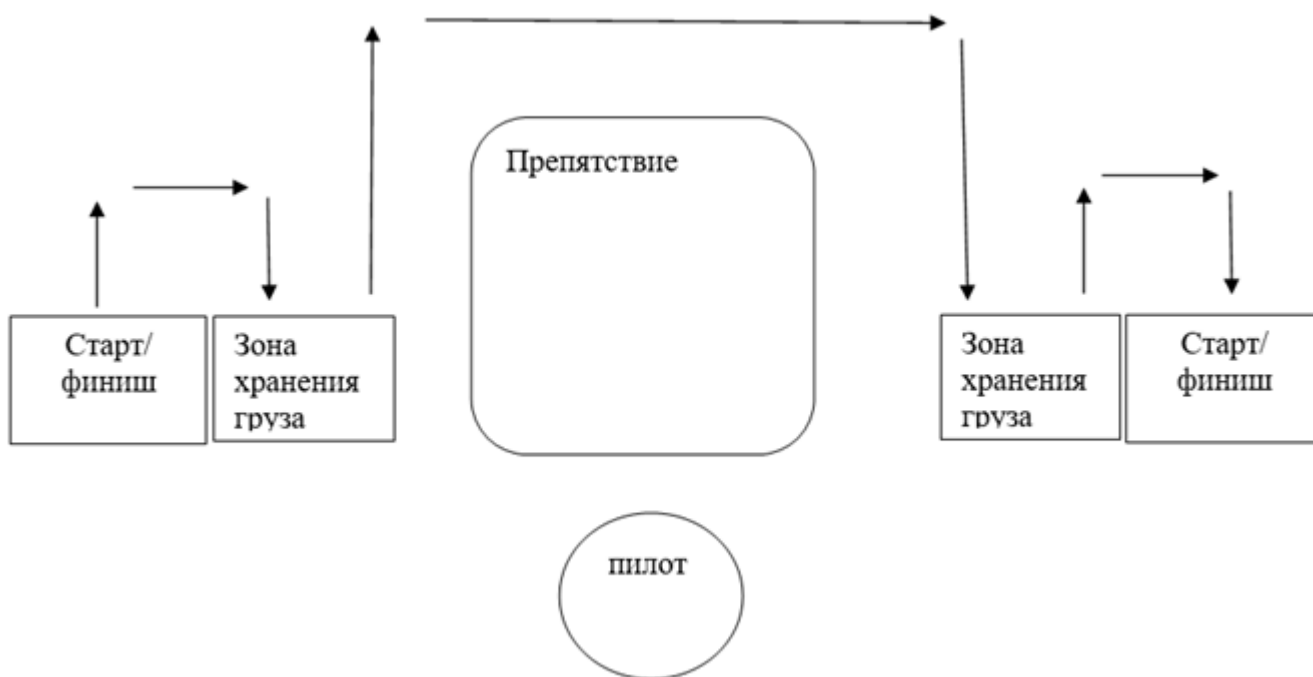 Препятствие
Старт/
финиш
Зона
хранения
груза
Зона
хранения
груза
Старт/
финиш
пилот